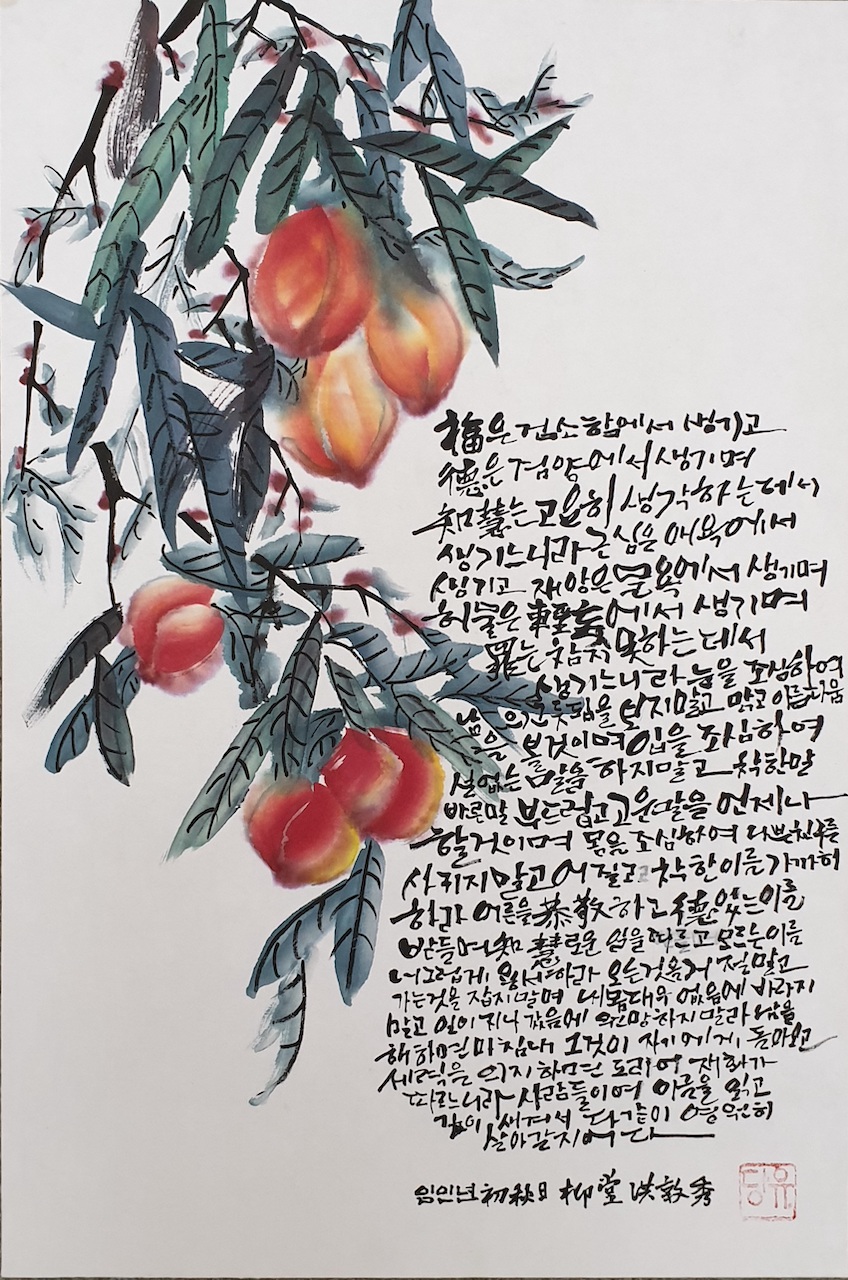 福은 검소함에서 생기고
德은 겸양에서 생기며
知慧는 고요히 생각하는데서
생기느니라 근심은 애욕에서
생기고 재앙은 물욕에서 생기며
허물은 輕 에서 생기며
罪는 참지 못하는데서
생기느니라 눈을 조심하여
남의 그릇됨을 보지말고 맑고 아름다움
을 볼것이며 입을 조심하여
실없는 말을 하지말고 착한말
바른말 부드럽고 고운말을 언제나
할것이며 몸을 조심하여 나쁜친구를
사귀지말고 어질고 착한이를 가까히
하라 어른을 恭敬하고 德있는이를
받들며 知慧로운 이를 따르고 모르는이를
너그럽게 용서하라 오는것을 거절말고
가는것을 잡지말며 내몸대우 없음에 바라지
말고 일이 지나갔음에 원망하지말라 남을
해하면 마침내 그것이 자기에게 돌아오고
세력을 의지하면 도리어 재화가
따르느니라 사람들이여 이글을 읽고
깊이 새겨서 다같이 영원히
살아갈지어다
임인년 初秋日 柳堂 洪敦秀
유당